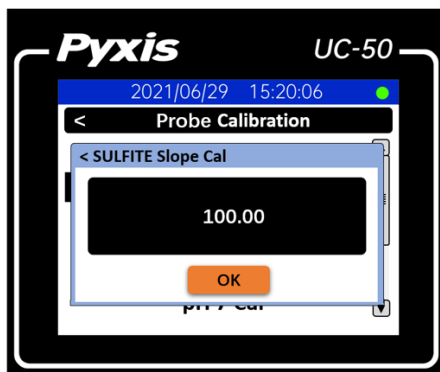 Pyxis UC-50
2021/06/29 15:20:06
< Probe Calibration
< SULFITE Slope Cal
100.00
OK
pH 7 Cal